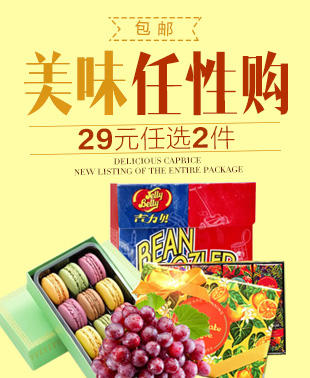 包邮
美味任性购
29元任选2件
DELICIOUS CAPRICE
NEW LISTING OF THE ENTIRE PACKAGE
Jelly
Belly
吉力贝
BEAN
BOOZLED